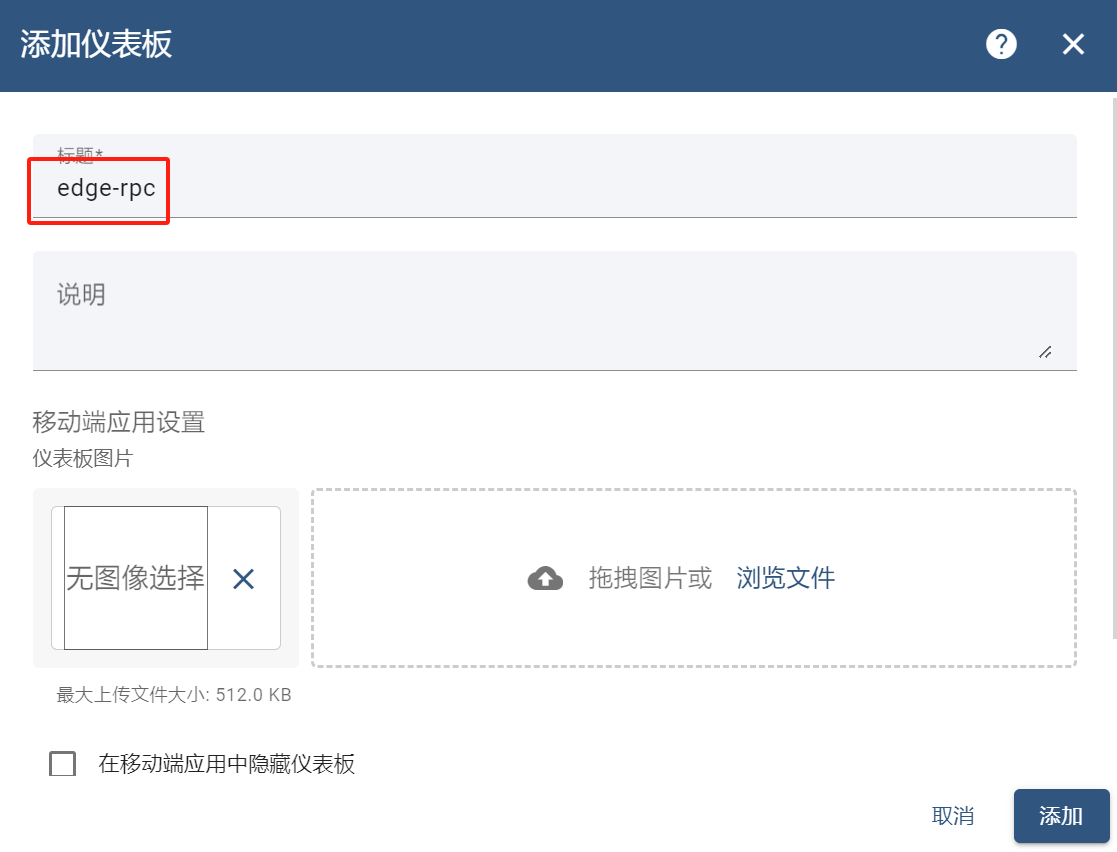 添加仪表板
标题*
edge-rpc
说明
移动端应用设置
仪表板图片
无图像选择
拖拽图片或 浏览文件
最大上传文件大小: 512.0 KB
在移动端应用中隐藏仪表板
取消 添加